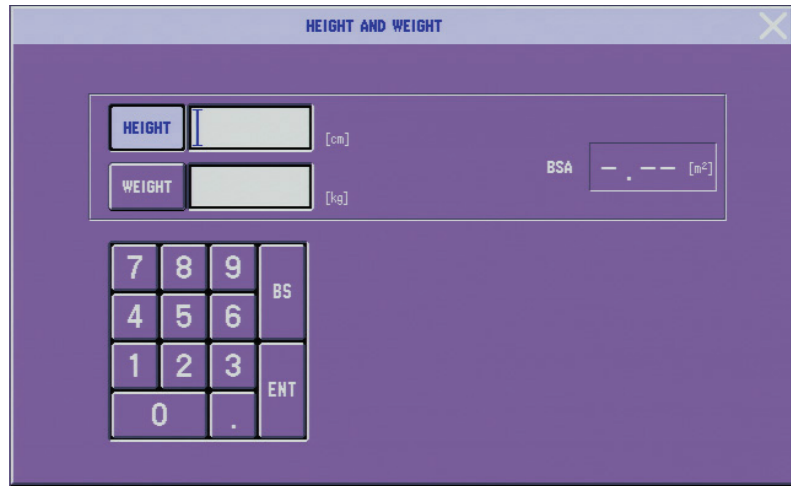 HEIGHT AND WEIGHT
HEIGHT [cm]
BSA -.-- [m²]
WEIGHT [kg]
7 8 9 BS
4 5 6
1 2 3 ENT
0 .